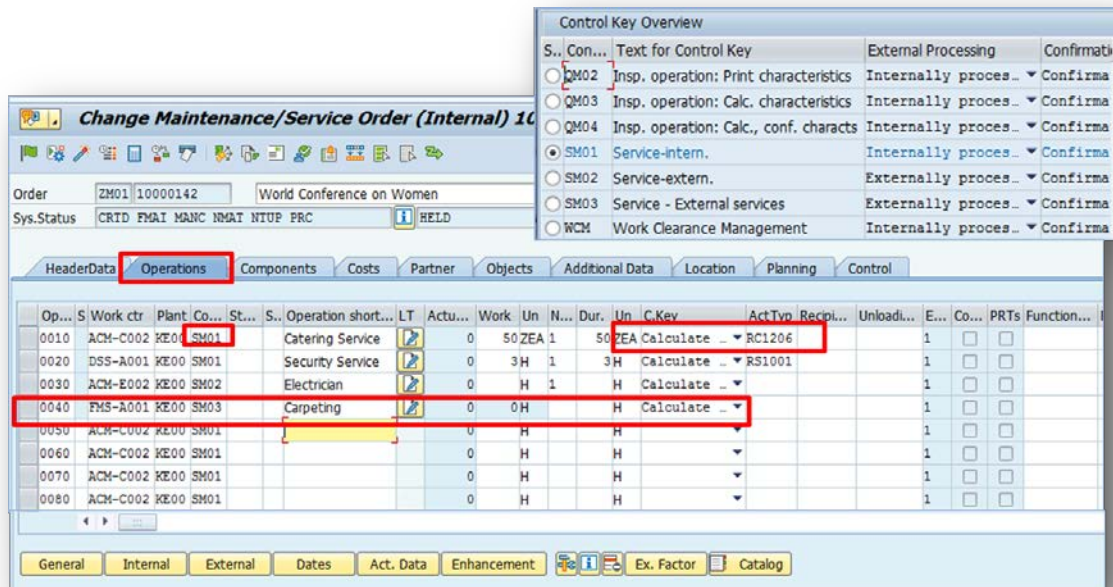 Control Key Overview
S.. Con... Text for Control Key External Processing Confirmati
QM02 Insp. operation: Print characteristics Internally proces… Confirma
QM03 Insp. operation: Calc. characteristics Internally proces… Confirma
QM04 Insp. operation: Calc., conf. characts Internally proces… Confirma
SM01 Service-intern. Internally proces… Confirma
SM02 Service-extern. Externally proces… Confirma
SM03 Service - External services Externally proces… Confirma
WCM Work Clearance Management Internally proces… Confirma
Change Maintenance/Service Order (Internal) 10
Order ZM01 10000142 World Conference on Women
Sys.Status CRTD FMAI MANC NMAT NTUP PRC HELD
HeaderData Operations Components Costs Partner Objects Additional Data Location Planning Control
Op... S Work ctr Plant Co... St... S.. Operation short... LT Actu... Work Un N... Dur. Un C.Key ActTyp Recipi... Unloadi... E... Co... PRTs Function...
0010 ACM-C002 KE00 SM01 Catering Service 0 50 ZEA 1 50 ZEA Calculate … RC1206 1
0020 DSS-A001 KE00 SM01 Security Service 0 3 H 1 3 H Calculate … RS1001 1
0030 ACM-E002 KE00 SM02 Electrician 0 H 1 H Calculate … 1
0040 FMS-A001 KE00 SM03 Carpeting 0 0 H H Calculate … 1
0050 ACM-C002 KE00 SM01 0 H H 1
0060 ACM-C002 KE00 SM01 0 H H 1
0070 ACM-C002 KE00 SM01 0 H H 1
0080 ACM-C002 KE00 SM01 0 H H 1
General Internal External Dates Act. Data Enhancement Ex. Factor Catalog